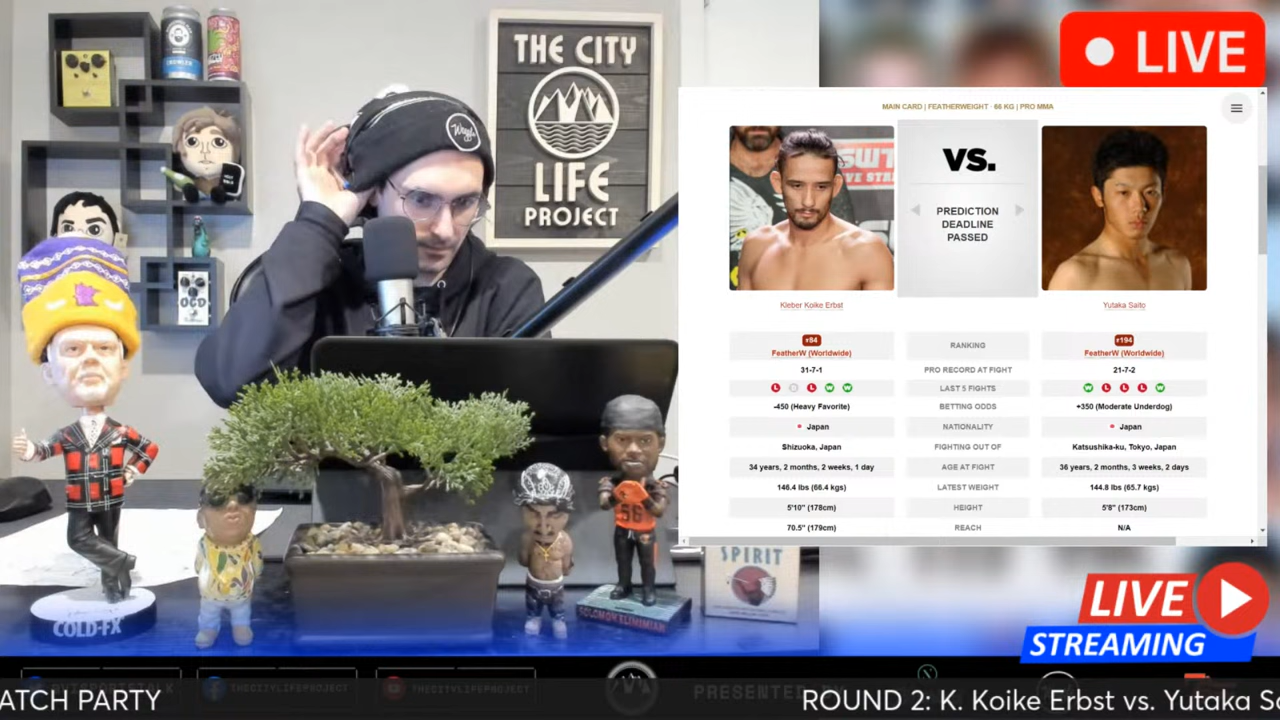 THE CITY
LIFE
PROJECT
OCD
COLD-FX
56
SOLOMON ELIMIMIAN
SPIRIT
LIVE
MAIN CARD | FEATHERWEIGHT · 66 KG | PRO MMA
VS.
PREDICTION
DEADLINE
PASSED
Kleber Koike Erbst
Yutaka Saito
#84
FeatherW (Worldwide)
RANKING
#194
FeatherW (Worldwide)
31-7-1
PRO RECORD AT FIGHT
21-7-2
L D L W W
LAST 5 FIGHTS
W L L L W
-450 (Heavy Favorite)
BETTING ODDS
+350 (Moderate Underdog)
Japan
NATIONALITY
Japan
Shizuoka, Japan
FIGHTING OUT OF
Katsushika-ku, Tokyo, Japan
34 years, 2 months, 2 weeks, 1 day
AGE AT FIGHT
36 years, 2 months, 3 weeks, 2 days
146.4 lbs (66.4 kgs)
LATEST WEIGHT
144.8 lbs (65.7 kgs)
5'10" (178cm)
HEIGHT
5'8" (173cm)
70.5" (179cm)
REACH
N/A
LIVE
STREAMING
THECITYLIFEPROJECT
THECITYLIFEPROJECT
PRESENTED
ATCH PARTY
ROUND 2: K. Koike Erbst vs. Yutaka Sa